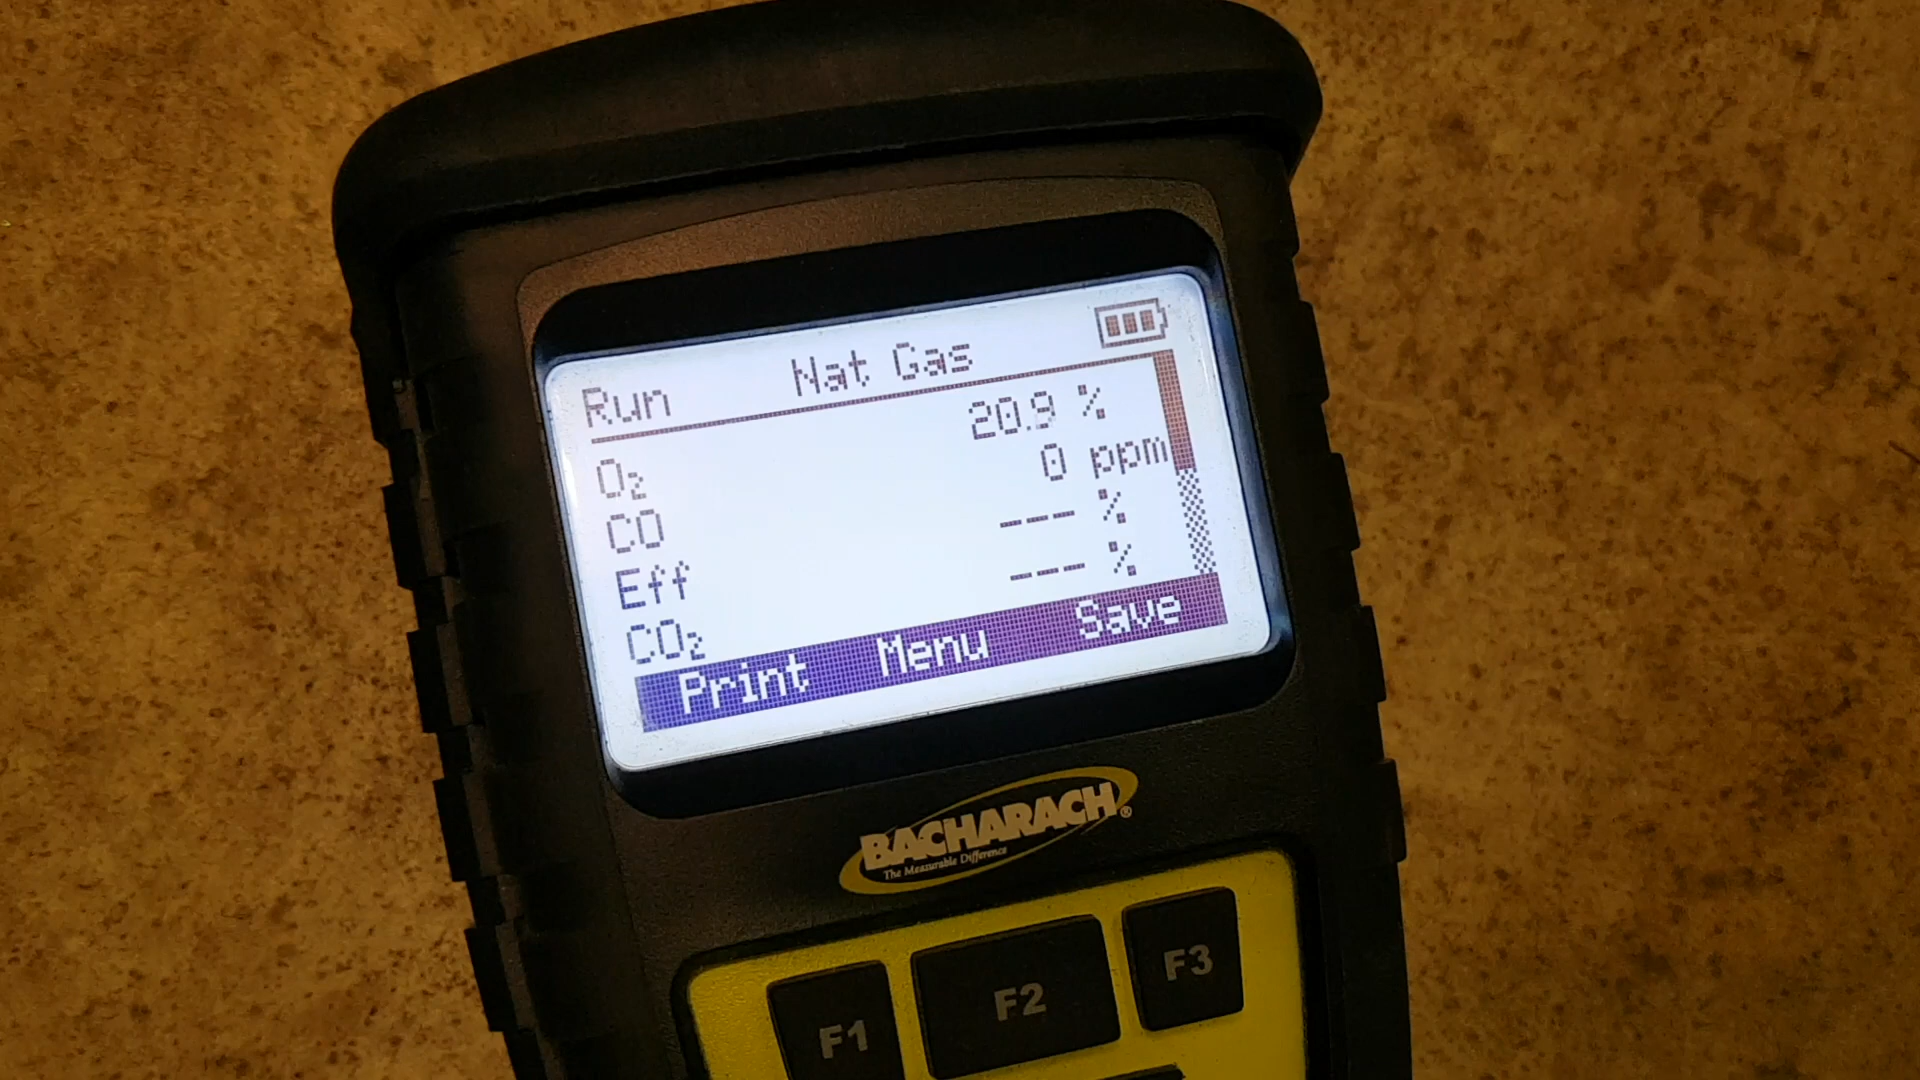 Run Nat Gas
O₂ 20.9 %
CO 0 ppm
Eff --- %
CO₂ --- %
Print Menu Save
BACHARACH®
The Measurable Difference
F1 F2 F3